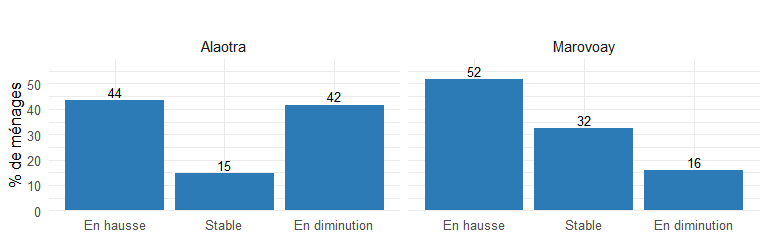 Alaotra
Marovoay
% de ménages
50
40
30
20
10
0
44
15
42
52
32
16
En hausse
Stable
En diminution
En hausse
Stable
En diminution